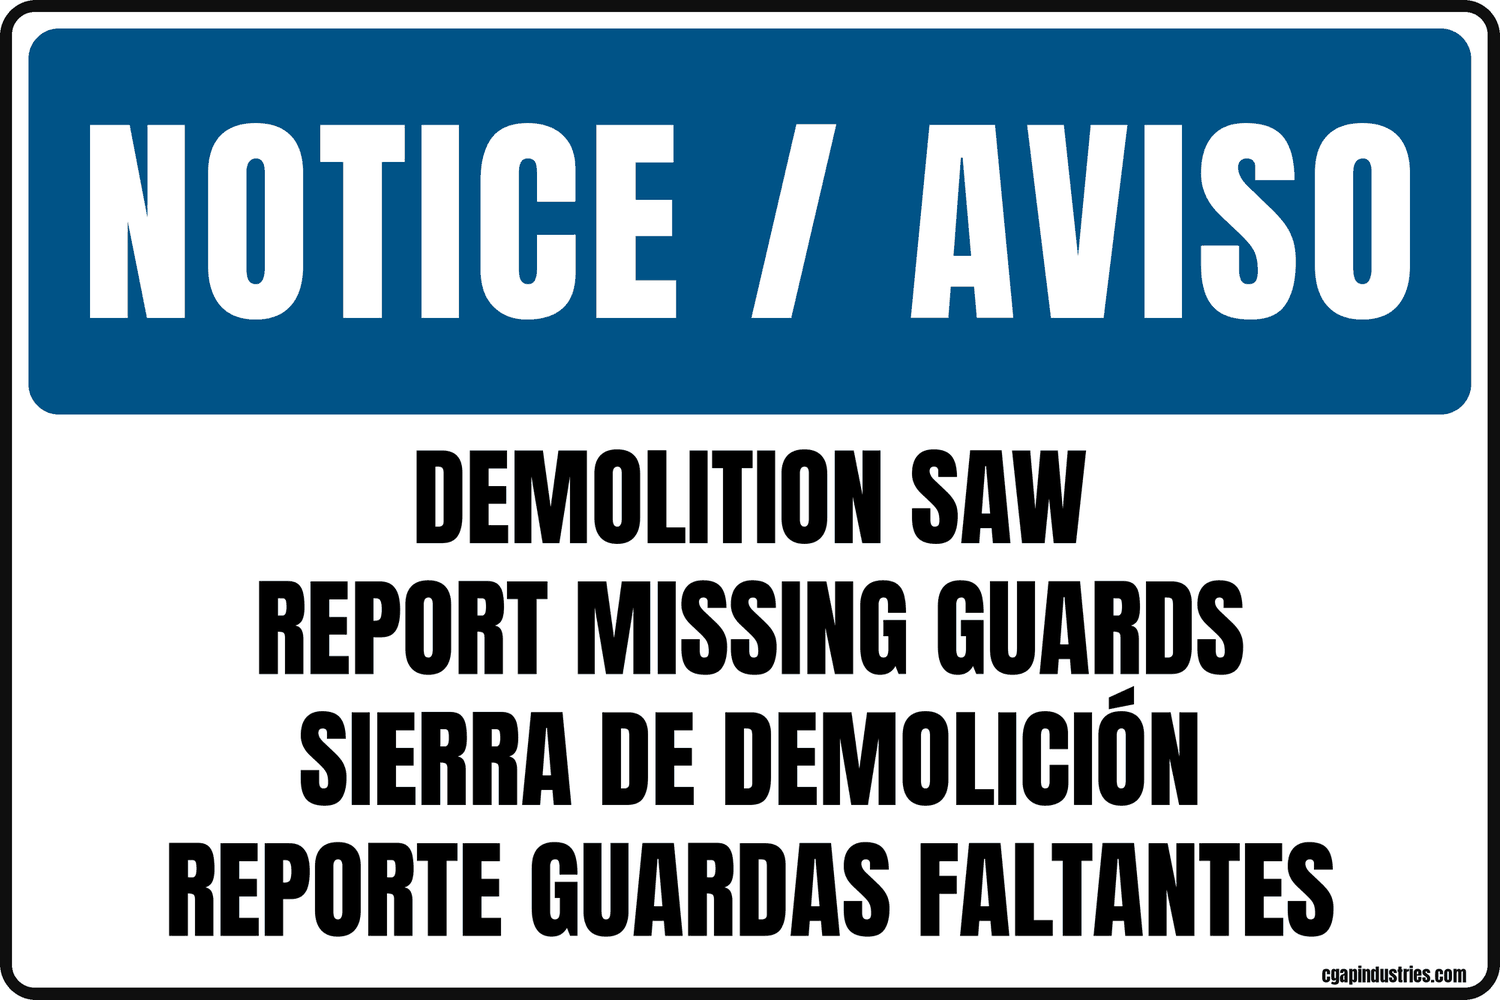 NOTICE / AVISO
DEMOLITION SAW
REPORT MISSING GUARDS
SIERRA DE DEMOLICIÓN
REPORTE GUARDAS FALTANTES
cgapindustries.com